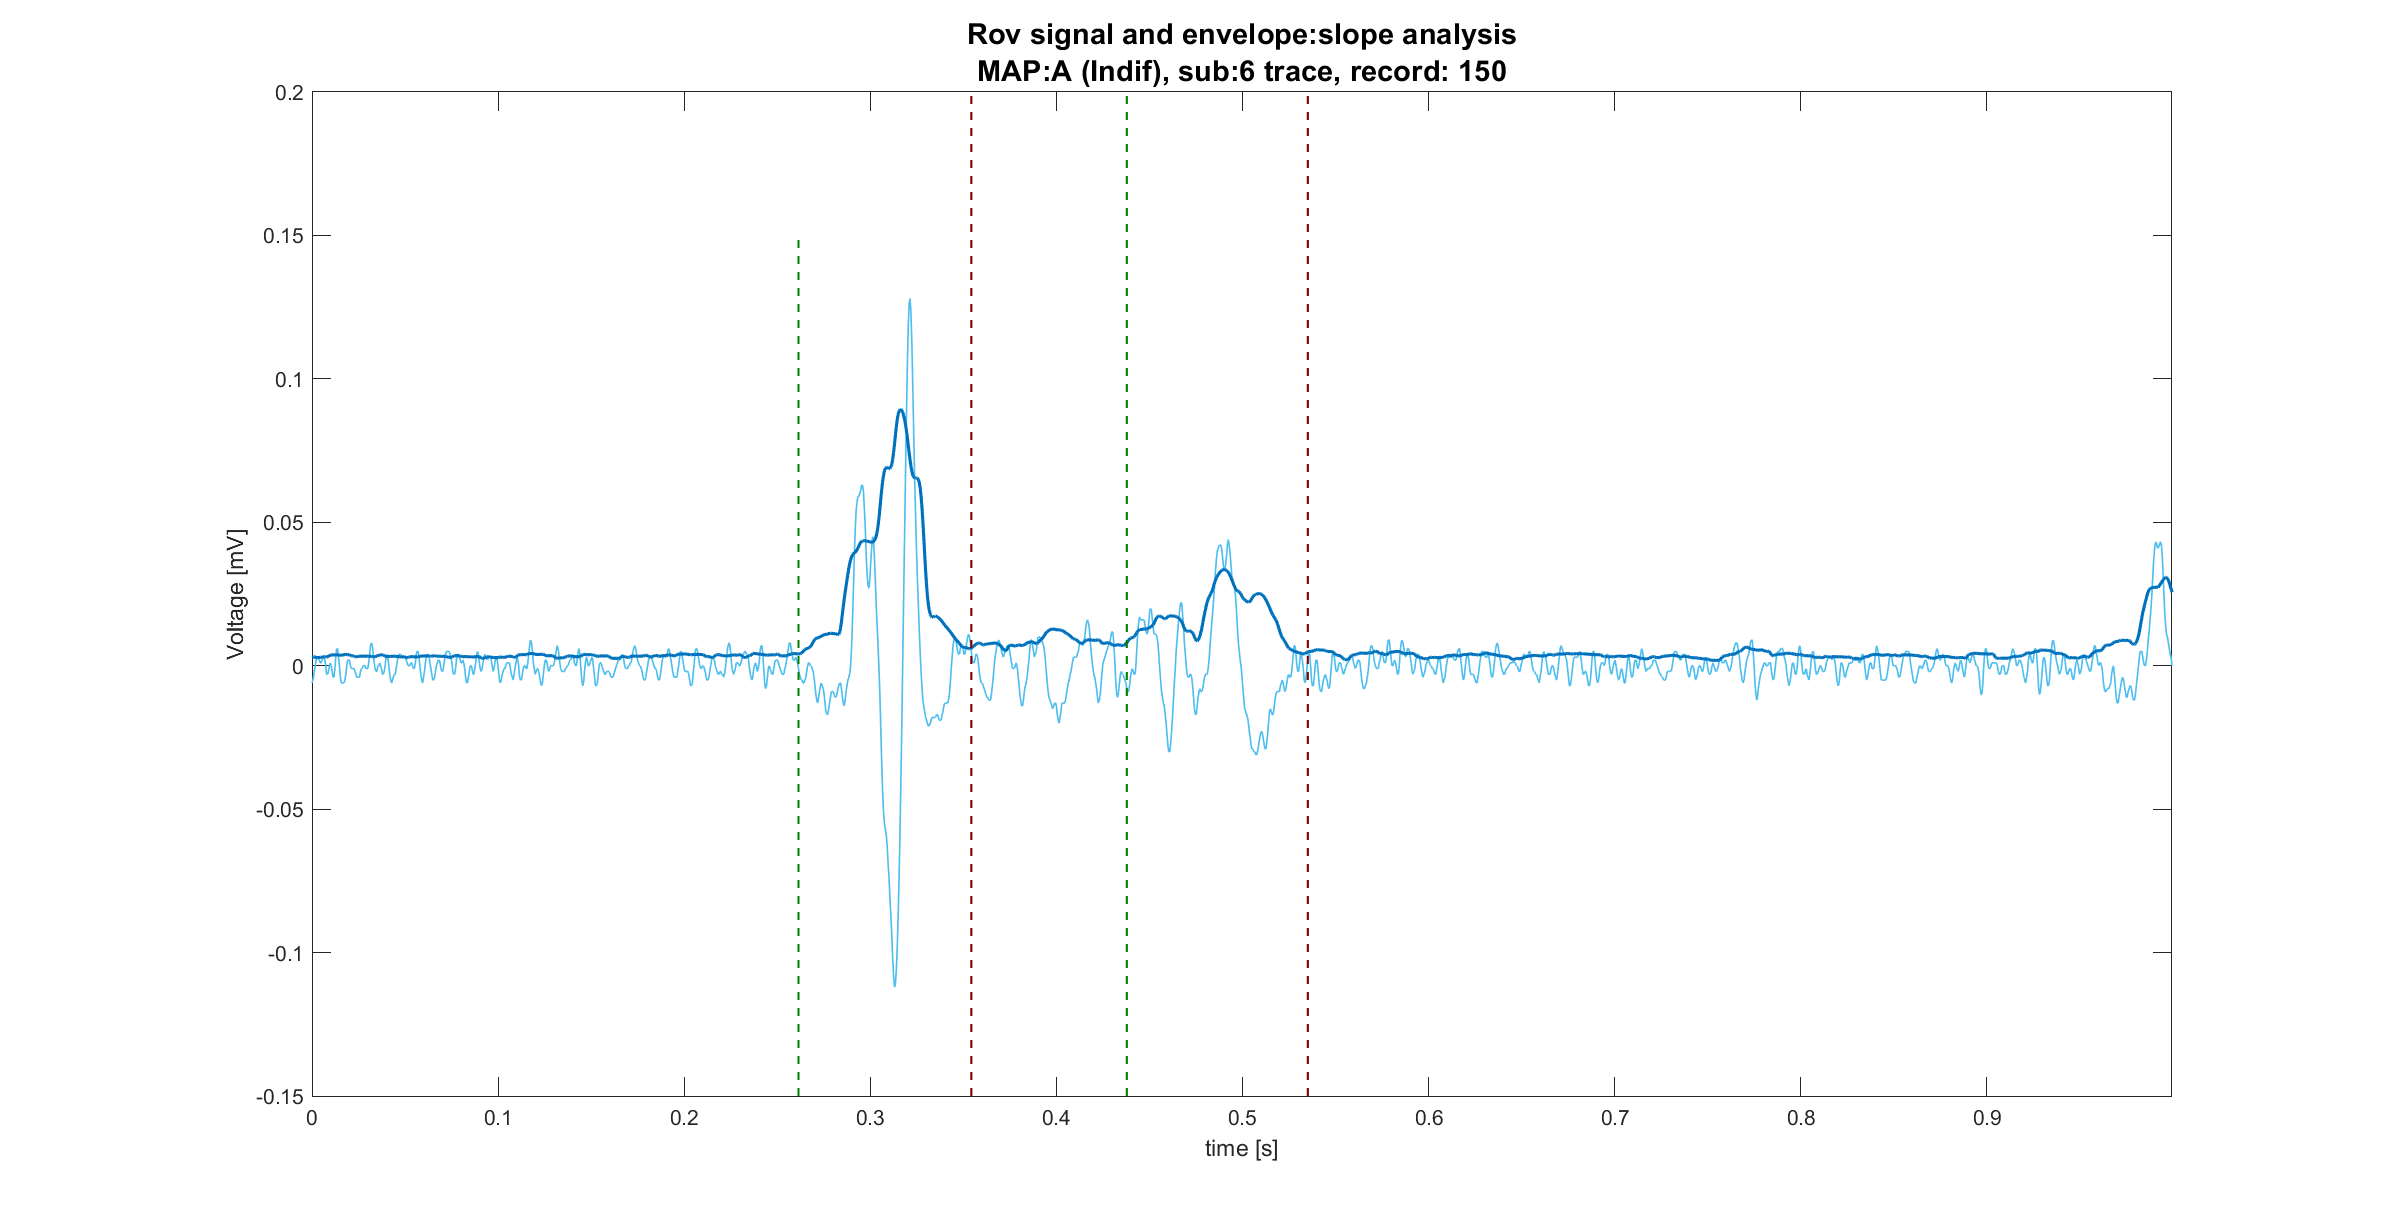 Rov signal and envelope:slope analysis
MAP:A (Indif), sub:6 trace, record: 150
0.2
0.15
0.1
0.05
0
-0.05
-0.1
-0.15
Voltage [mV]
0 0.1 0.2 0.3 0.4 0.5 0.6 0.7 0.8 0.9
time [s]